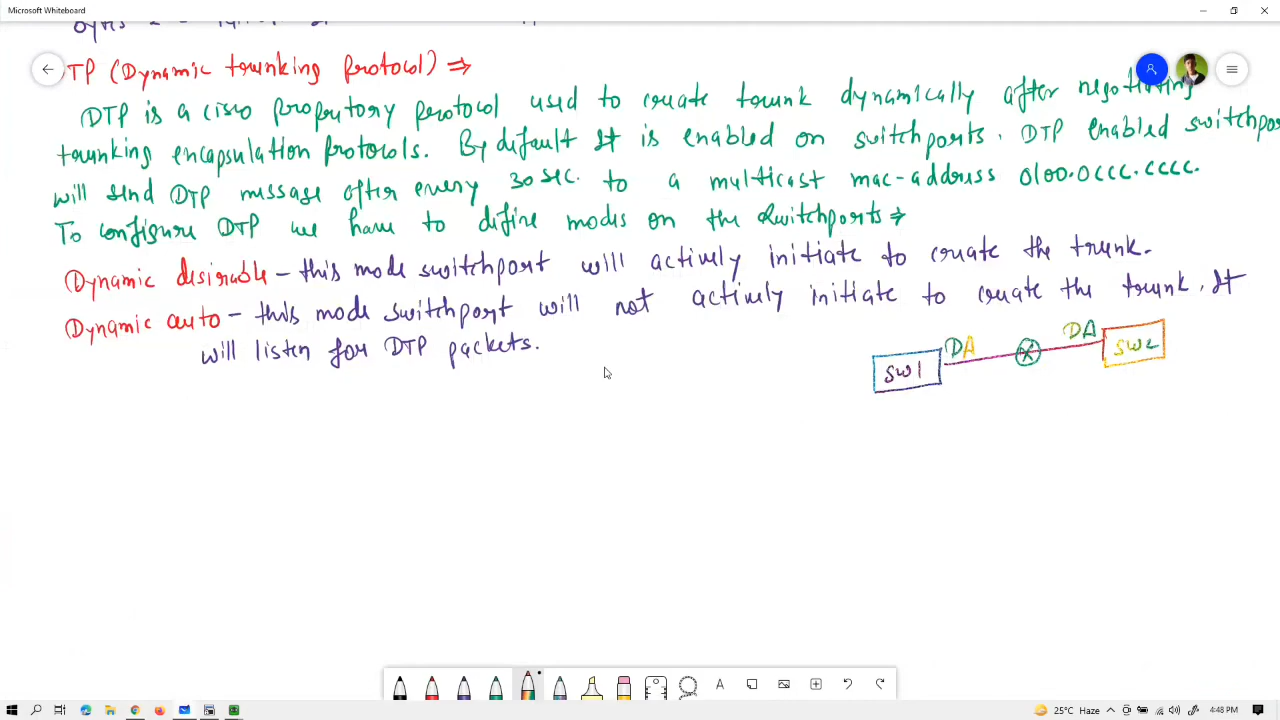 Microsoft Whiteboard
TP (Dynamic trunking protocol) ⇒
DTP is a cisco propertory protocol used to create trunk dynamically after negotiating
trunking encapsulation protocols. By default It is enabled on switchports. DTP enabled switchpor
will send DTP message after every 30 sec. to a multicast mac-address 0100.0ccc.cccc.
To configure DTP we have to define modes on the switchports ⇒
Dynamic desirable - this mode switchport will actively initiate to create the trunk.
Dynamic auto - this mode switchport will not actively initiate to create the trunk. It
will listen for DTP packets.
DA DA
SW1 SW2
A
25°C Haze 4:48 PM